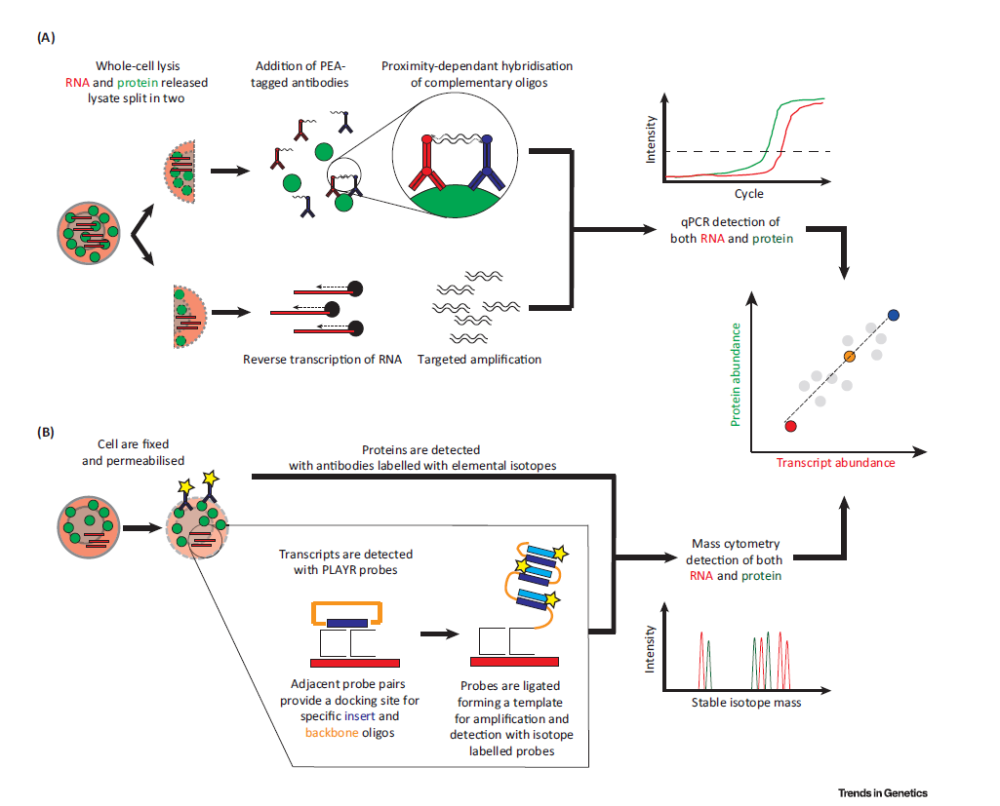 (A)
Whole-cell lysis
RNA and protein released
lysate split in two
Addition of PEA-
tagged antibodies
Proximity-dependant hybridisation
of complementary oligos
Intensity
Cycle
qPCR detection of
both RNA and protein
Reverse transcription of RNA
Targeted amplification
Protein abundance
Transcript abundance
(B)
Cell are fixed
and permeabilised
Proteins are detected
with antibodies labelled with elemental isotopes
Transcripts are detected
with PLAYR probes
Adjacent probe pairs
provide a docking site for
specific insert and
backbone oligos
Probes are ligated
forming a template
for amplification and
detection with isotope
labelled probes
Mass cytometry
detection of both
RNA and protein
Intensity
Stable isotope mass
Trends in Genetics